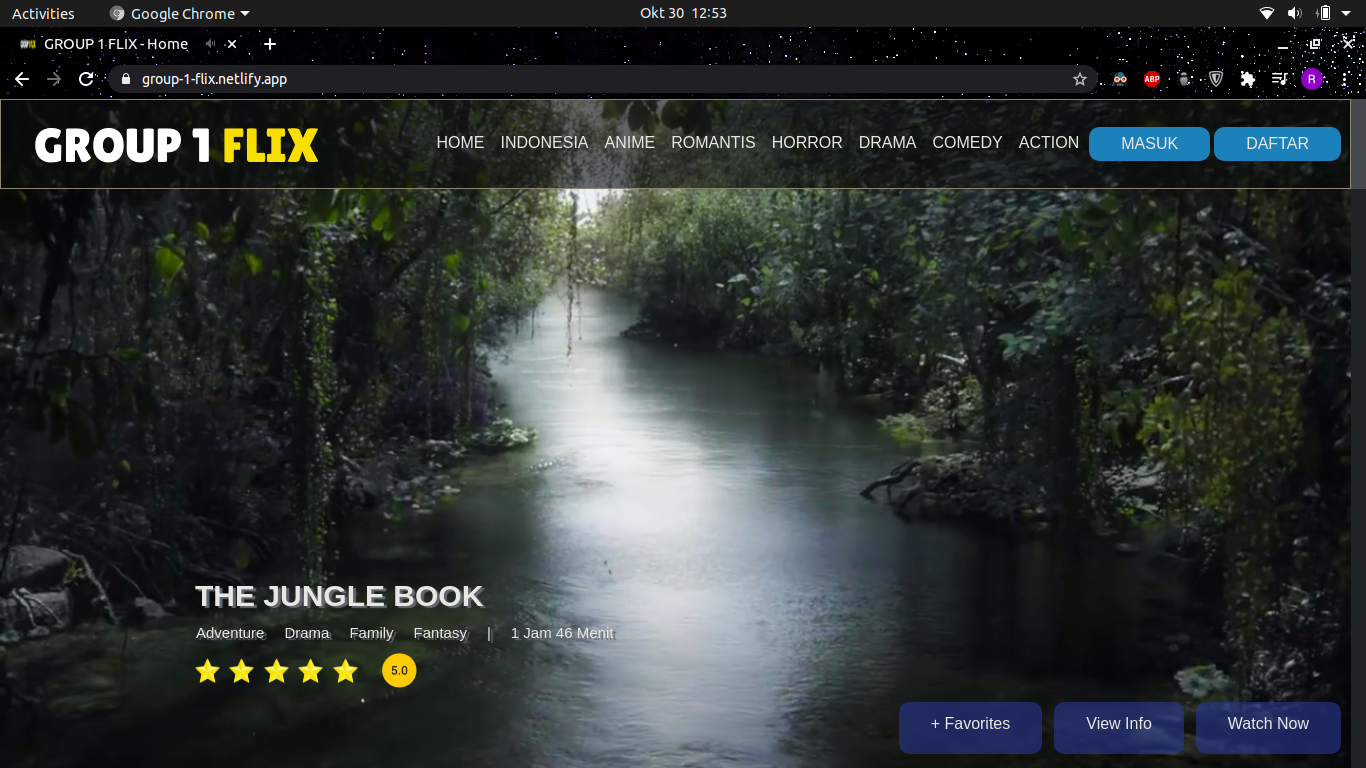 Activities Google Chrome Okt 30 12:53
GROUP 1 FLIX - Home
group-1-flix.netlify.app ABP R
GROUP 1 FLIX HOME INDONESIA ANIME ROMANTIS HORROR DRAMA COMEDY ACTION MASUK DAFTAR
THE JUNGLE BOOK
Adventure Drama Family Fantasy | 1 Jam 46 Menit
5.0
+ Favorites View Info Watch Now